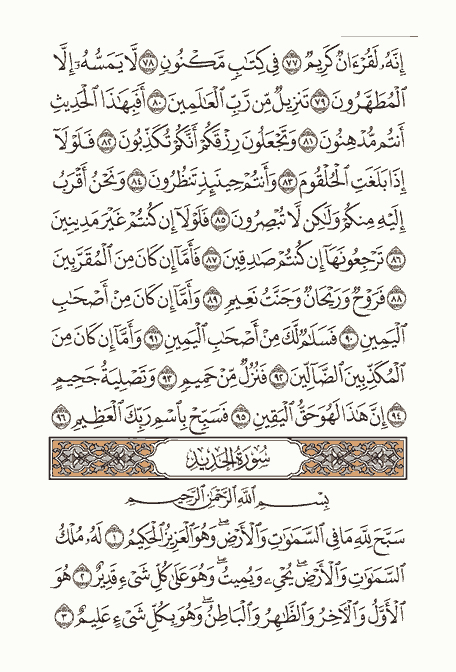 إِنَّهُۥ لَقُرْءَانٌ كَرِيمٌ ٧٧ فِى كِتَٰبٍ مَّكْنُونٍ ٧٨ لَّا يَمَسُّهُۥٓ إِلَّا
ٱلْمُطَهَّرُونَ ٧٩ تَنزِيلٌ مِّن رَّبِّ ٱلْعَٰلَمِينَ ٨٠ أَفَبِهَٰذَا ٱلْحَدِيثِ
أَنتُم مُّدْهِنُونَ ٨١ وَتَجْعَلُونَ رِزْقَكُمْ أَنَّكُمْ تُكَذِّبُونَ ٨٢ فَلَوْلَآ
إِذَا بَلَغَتِ ٱلْحُلْقُومَ ٨٣ وَأَنتُمْ حِينَئِذٍ تَنظُرُونَ ٨٤ وَنَحْنُ أَقْرَبُ
إِلَيْهِ مِنكُمْ وَلَٰكِن لَّا تُبْصِرُونَ ٨٥ فَلَوْلَآ إِن كُنتُمْ غَيْرَ مَدِينِينَ
٨٦ تَرْجِعُونَهَآ إِن كُنتُمْ صَٰدِقِينَ ٨٧ فَأَمَّآ إِن كَانَ مِنَ ٱلْمُقَرَّبِينَ
٨٨ فَرَوْحٌ وَرَيْحَانٌ وَجَنَّتُ نَعِيمٍ ٨٩ وَأَمَّآ إِن كَانَ مِنْ أَصْحَٰبِ
ٱلْيَمِينِ ٩٠ فَسَلَٰمٌ لَّكَ مِنْ أَصْحَٰبِ ٱلْيَمِينِ ٩١ وَأَمَّآ إِن كَانَ مِنَ
ٱلْمُكَذِّبِينَ ٱلضَّآلِّينَ ٩٢ فَنُزُلٌ مِّنْ حَمِيمٍ ٩٣ وَتَصْلِيَةُ جَحِيمٍ
٩٤ إِنَّ هَٰذَا لَهُوَ حَقُّ ٱلْيَقِينِ ٩٥ فَسَبِّحْ بِٱسْمِ رَبِّكَ ٱلْعَظِيمِ ٩٦
سُورَةُ الحَدِيدِ
بِسْمِ ٱللَّهِ ٱلرَّحْمَٰنِ ٱلرَّحِيمِ
سَبَّحَ لِلَّهِ مَا فِى ٱلسَّمَٰوَٰتِ وَٱلْأَرْضِ ۖ وَهُوَ ٱلْعَزِيزُ ٱلْحَكِيمُ ١ لَهُۥ مُلْكُ
ٱلسَّمَٰوَٰتِ وَٱلْأَرْضِ ۖ يُحْىِۦ وَيُمِيتُ ۖ وَهُوَ عَلَىٰ كُلِّ شَىْءٍ قَدِيرٌ ٢ هُوَ
ٱلْأَوَّلُ وَٱلْءَاخِرُ وَٱلظَّٰهِرُ وَٱلْبَاطِنُ ۖ وَهُوَ بِكُلِّ شَىْءٍ عَلِيمٌ ٣